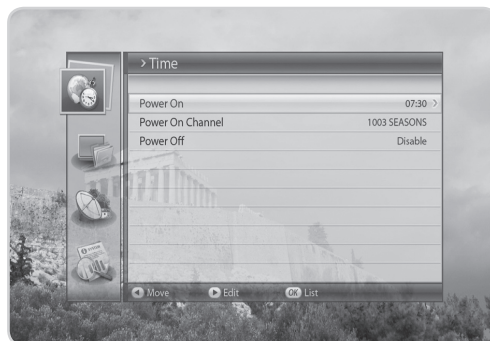 > Time
Power On 07:30 >
Power On Channel 1003 SEASONS
Power Off Disable
Move Edit OK List